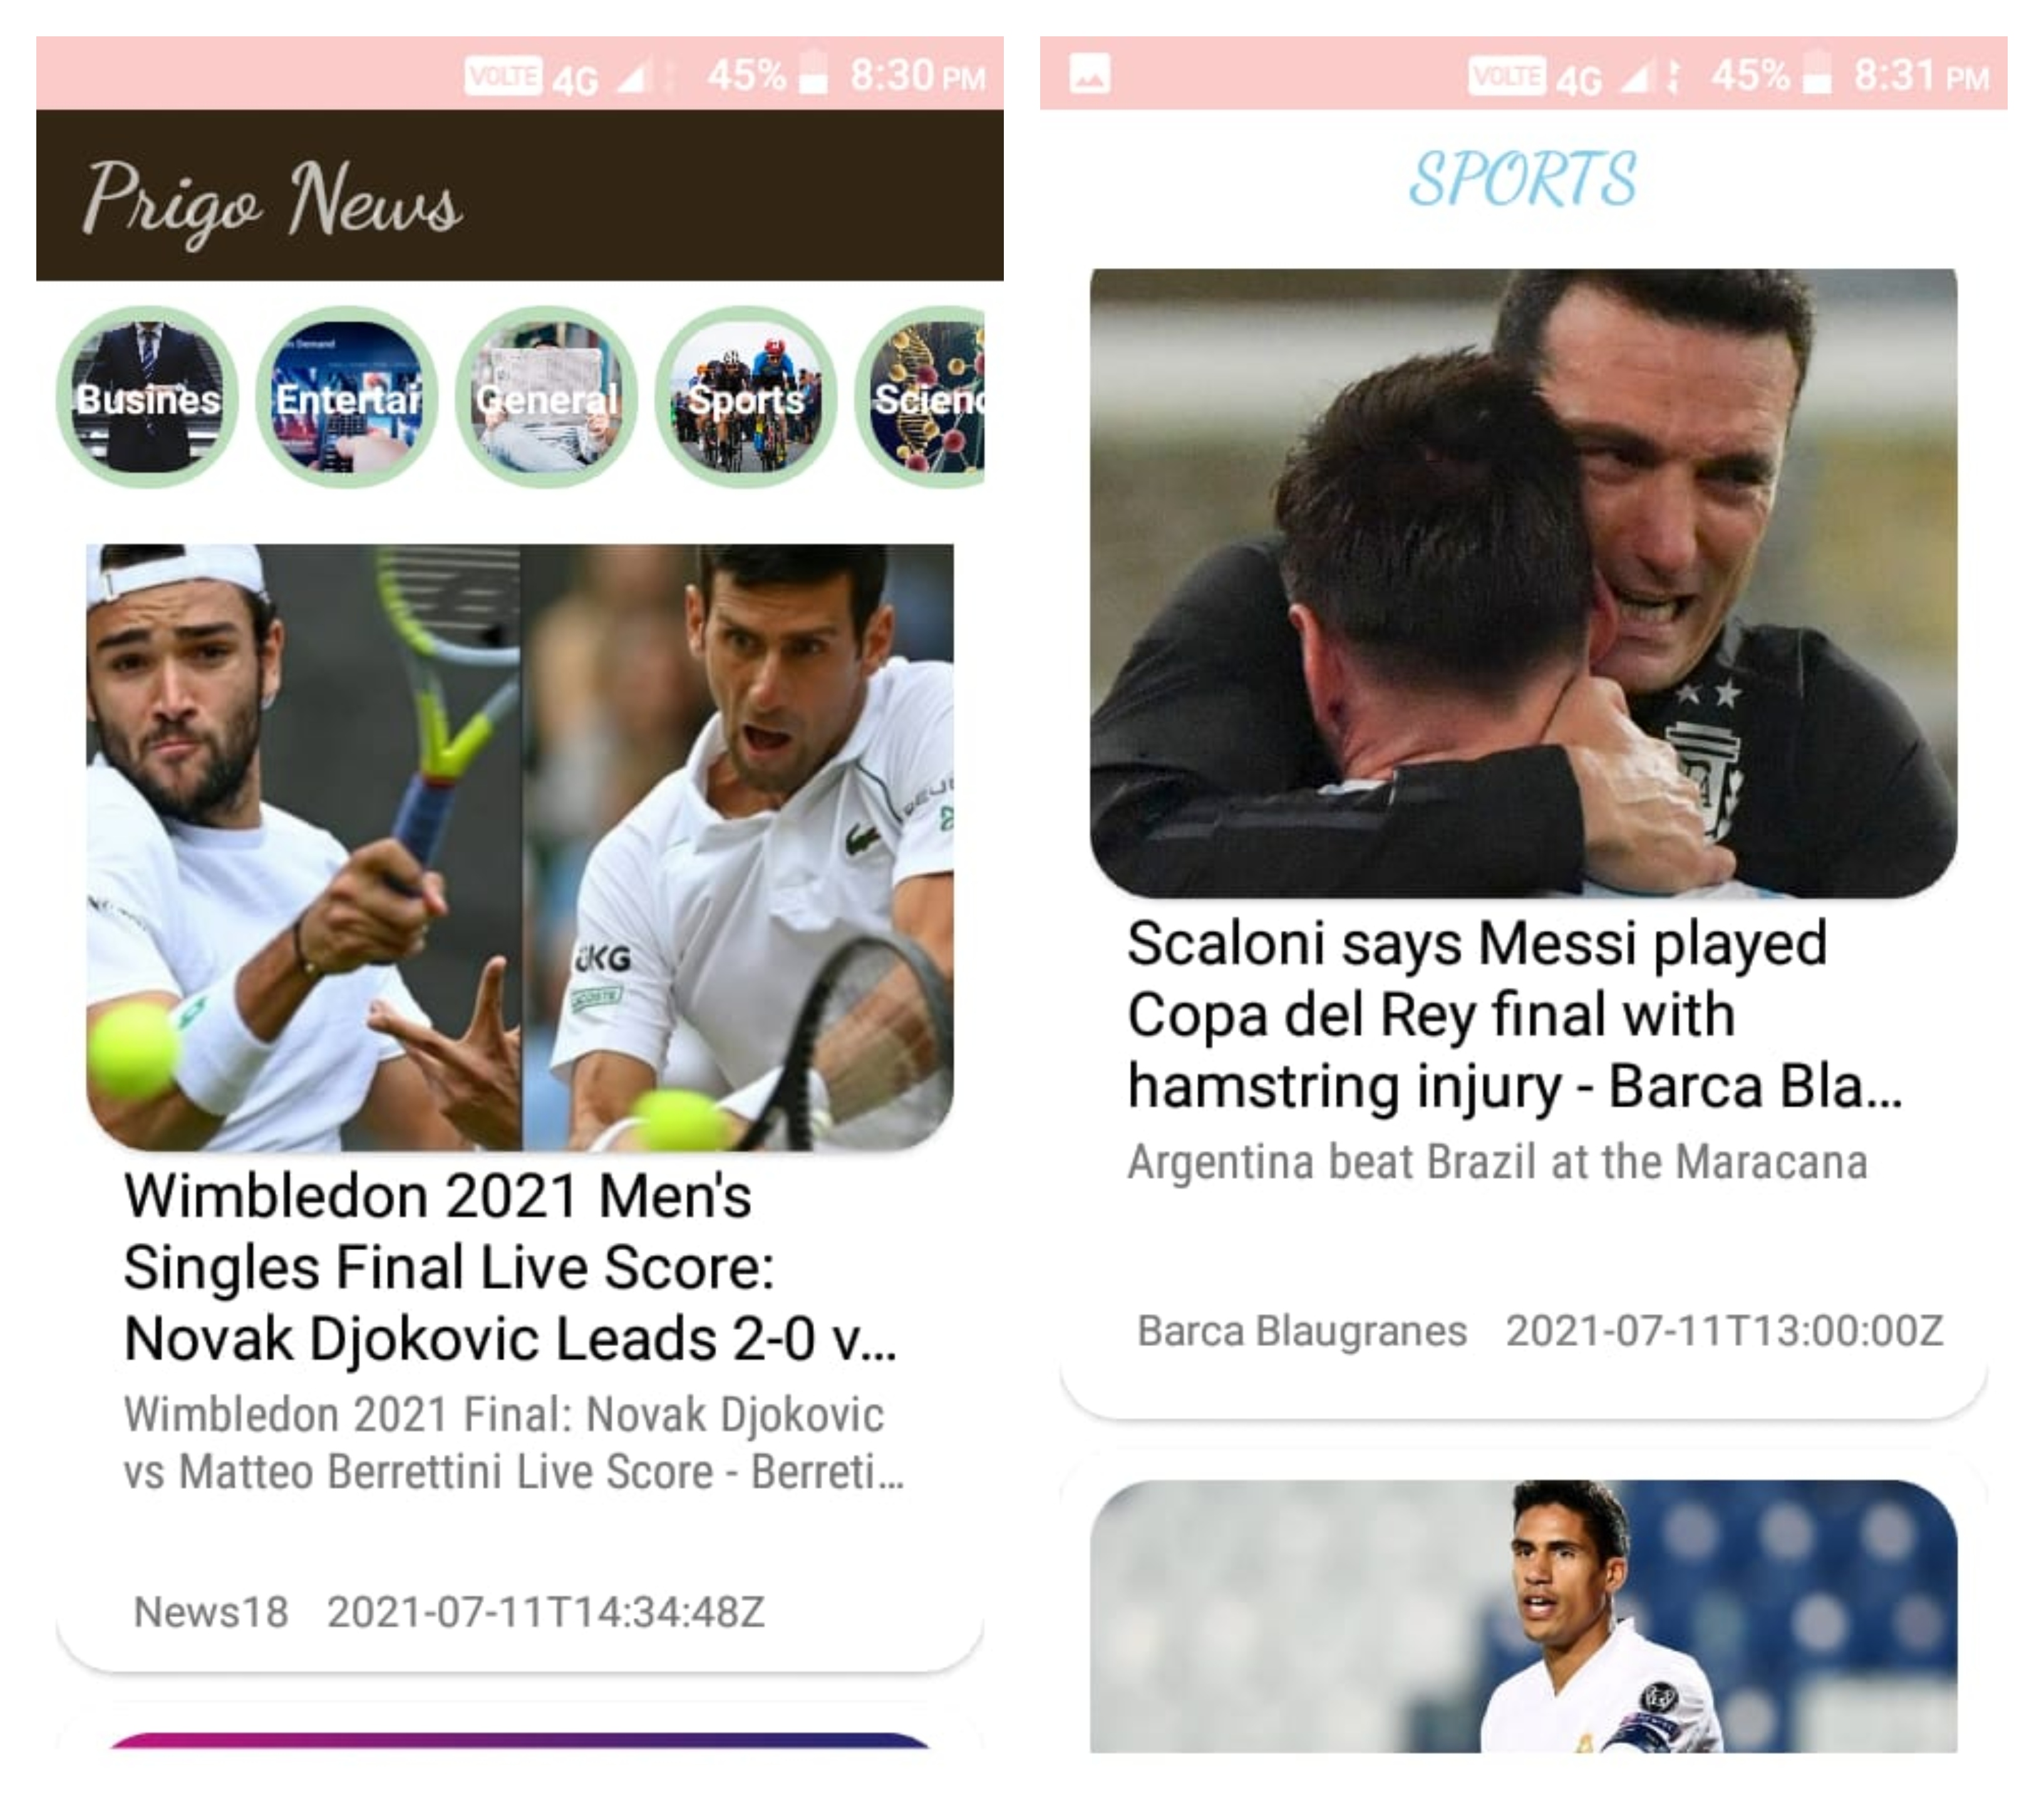 VOLTE 4G 45% 8:30 PM
Prigo News
Busines
Entertai
General
Sports
Scienc
n Demand
ÜKG
LACOSTE
Wimbledon 2021 Men's
Singles Final Live Score:
Novak Djokovic Leads 2-0 v...
Wimbledon 2021 Final: Novak Djokovic
vs Matteo Berrettini Live Score - Berreti...
News18 2021-07-11T14:34:48Z
VOLTE 4G 45% 8:31 PM
SPORTS
Scaloni says Messi played
Copa del Rey final with
hamstring injury - Barca Bla...
Argentina beat Brazil at the Maracana
Barca Blaugranes 2021-07-11T13:00:00Z